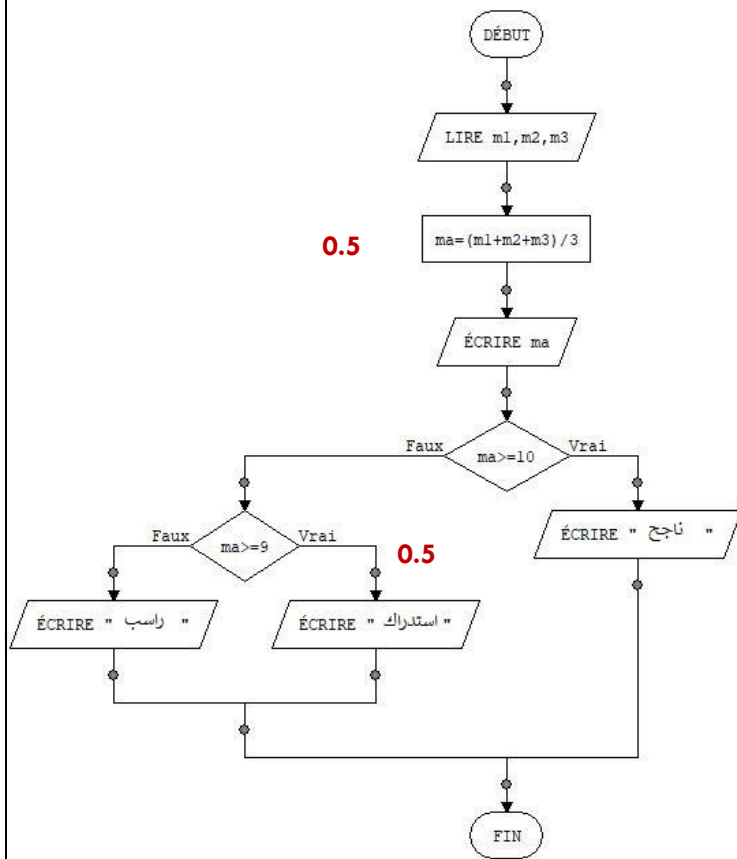 DÉBUT
LIRE m1,m2,m3
0.5
ma=(m1+m2+m3)/3
ÉCRIRE ma
Faux
ma>=10
Vrai
ÉCRIRE " ناجح "
Faux
ma>=9
Vrai
0.5
ÉCRIRE " راسب "
ÉCRIRE " استدراك "
FIN